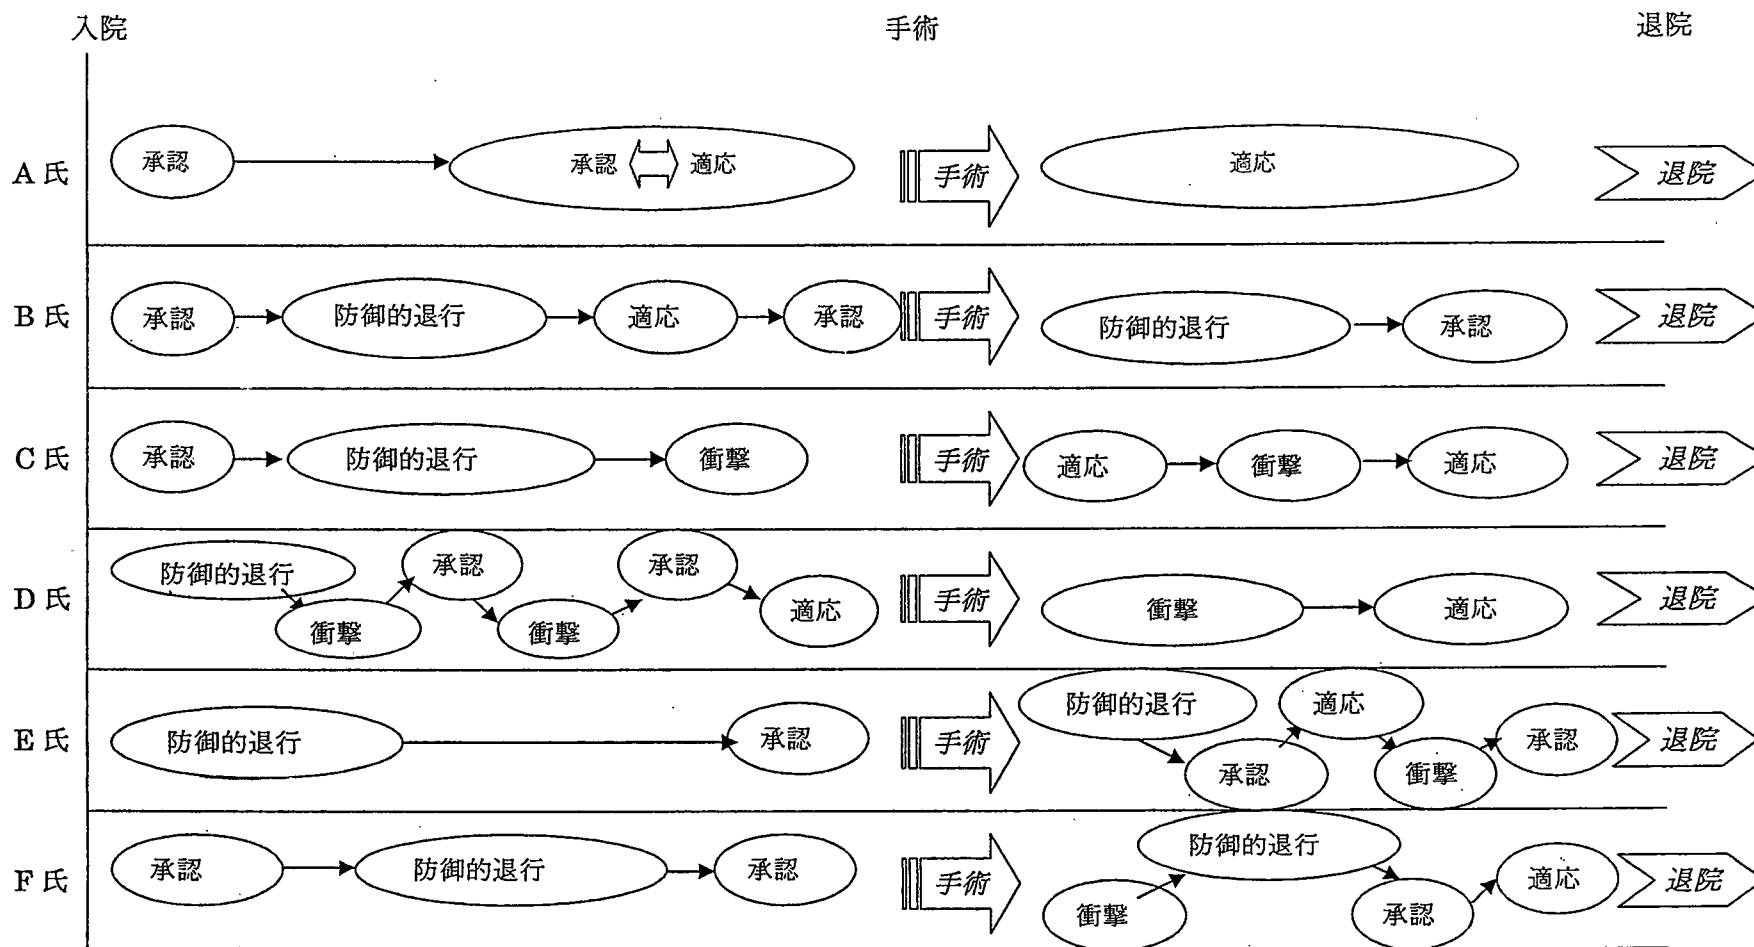 入院 手術 退院
A氏 承認 承認 適応 手術 適応 退院
B氏 承認 防御的退行 適応 承認 手術 防御的退行 承認 退院
C氏 承認 防御的退行 衝撃 手術 適応 衝撃 適応 退院
D氏 防御的退行 衝撃 承認 衝撃 承認 適応 手術 衝撃 適応 退院
E氏 防御的退行 承認 手術 防御的退行 承認 適応 衝撃 承認 退院
F氏 承認 防御的退行 承認 手術 衝撃 防御的退行 承認 適応 退院